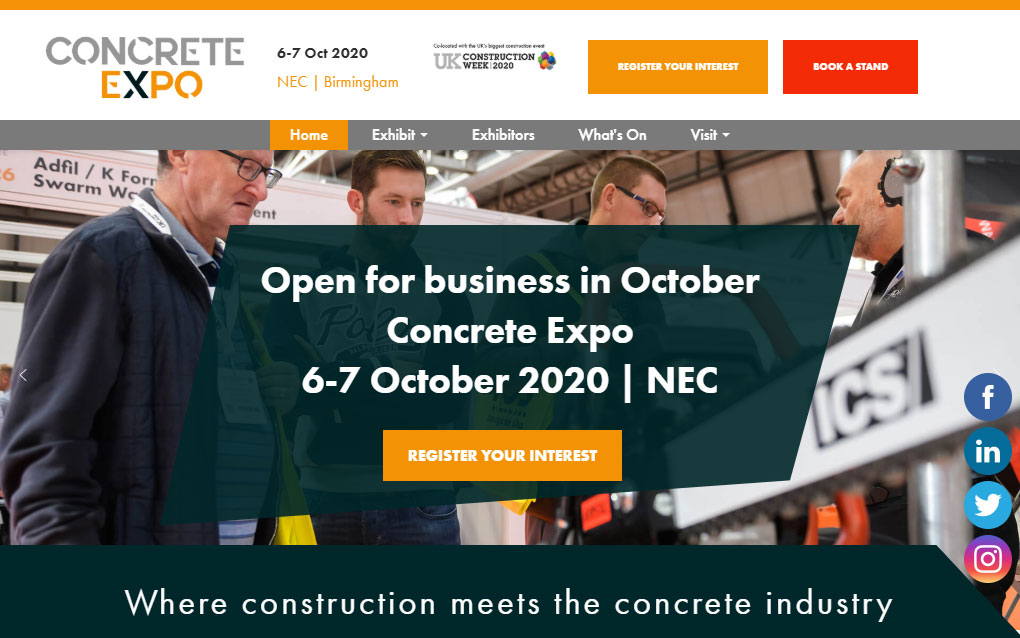 CONCRETE
EXPO
6-7 Oct 2020
NEC | Birmingham
Co-located with the UK's biggest construction event
UK CONSTRUCTION
WEEK | 2020
REGISTER YOUR INTEREST
BOOK A STAND
Home Exhibit Exhibitors What's On Visit
Adfil / K Form
Swarm Wo
ent
Open for business in October
Concrete Expo
6-7 October 2020 | NEC
ICS
REGISTER YOUR INTEREST
Where construction meets the concrete industry